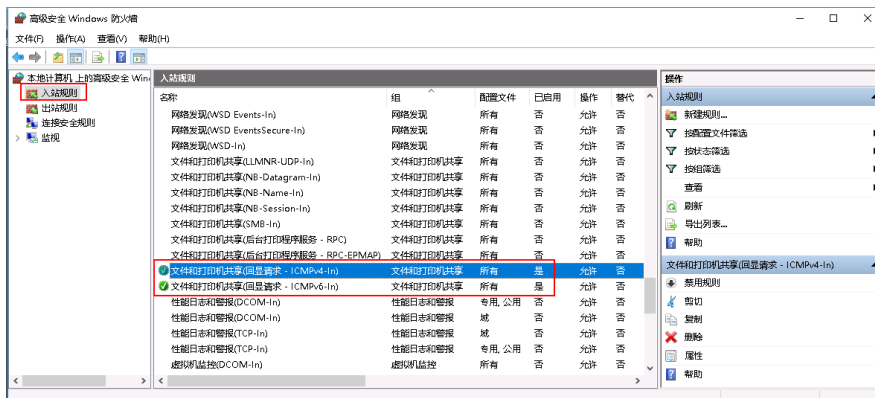 高级安全 Windows 防火墙
文件(F) 操作(A) 查看(V) 帮助(H)
本地计算机 上的高级安全 Win
入站规则
出站规则
连接安全规则
监视
入站规则
名称 组 配置文件 已启用 操作 替代
网络发现(WSD Events-In) 网络发现 所有 否 允许 否
网络发现(WSD EventsSecure-In) 网络发现 所有 否 允许 否
网络发现(WSD-In) 网络发现 所有 否 允许 否
文件和打印机共享(LLMNR-UDP-In) 文件和打印机共享 所有 否 允许 否
文件和打印机共享(NB-Datagram-In) 文件和打印机共享 所有 否 允许 否
文件和打印机共享(NB-Name-In) 文件和打印机共享 所有 否 允许 否
文件和打印机共享(NB-Session-In) 文件和打印机共享 所有 否 允许 否
文件和打印机共享(SMB-In) 文件和打印机共享 所有 否 允许 否
文件和打印机共享(后台打印程序服务 - RPC) 文件和打印机共享 所有 否 允许 否
文件和打印机共享(后台打印程序服务 - RPC-EPMAP) 文件和打印机共享 所有 否 允许 否
文件和打印机共享(回显请求 - ICMPv4-In) 文件和打印机共享 所有 是 允许 否
文件和打印机共享(回显请求 - ICMPv6-In) 文件和打印机共享 所有 是 允许 否
性能日志和警报(DCOM-In) 性能日志和警报 专用, 公用 否 允许 否
性能日志和警报(DCOM-In) 性能日志和警报 域 否 允许 否
性能日志和警报(TCP-In) 性能日志和警报 域 否 允许 否
性能日志和警报(TCP-In) 性能日志和警报 专用, 公用 否 允许 否
虚拟机监控(DCOM-In) 虚拟机监控 所有 否 允许 否
操作
入站规则
新建规则...
按配置文件筛选
按状态筛选
按组筛选
查看
刷新
导出列表...
帮助
文件和打印机共享(回显请求 - ICMPv4-In)
禁用规则
剪切
复制
删除
属性
帮助